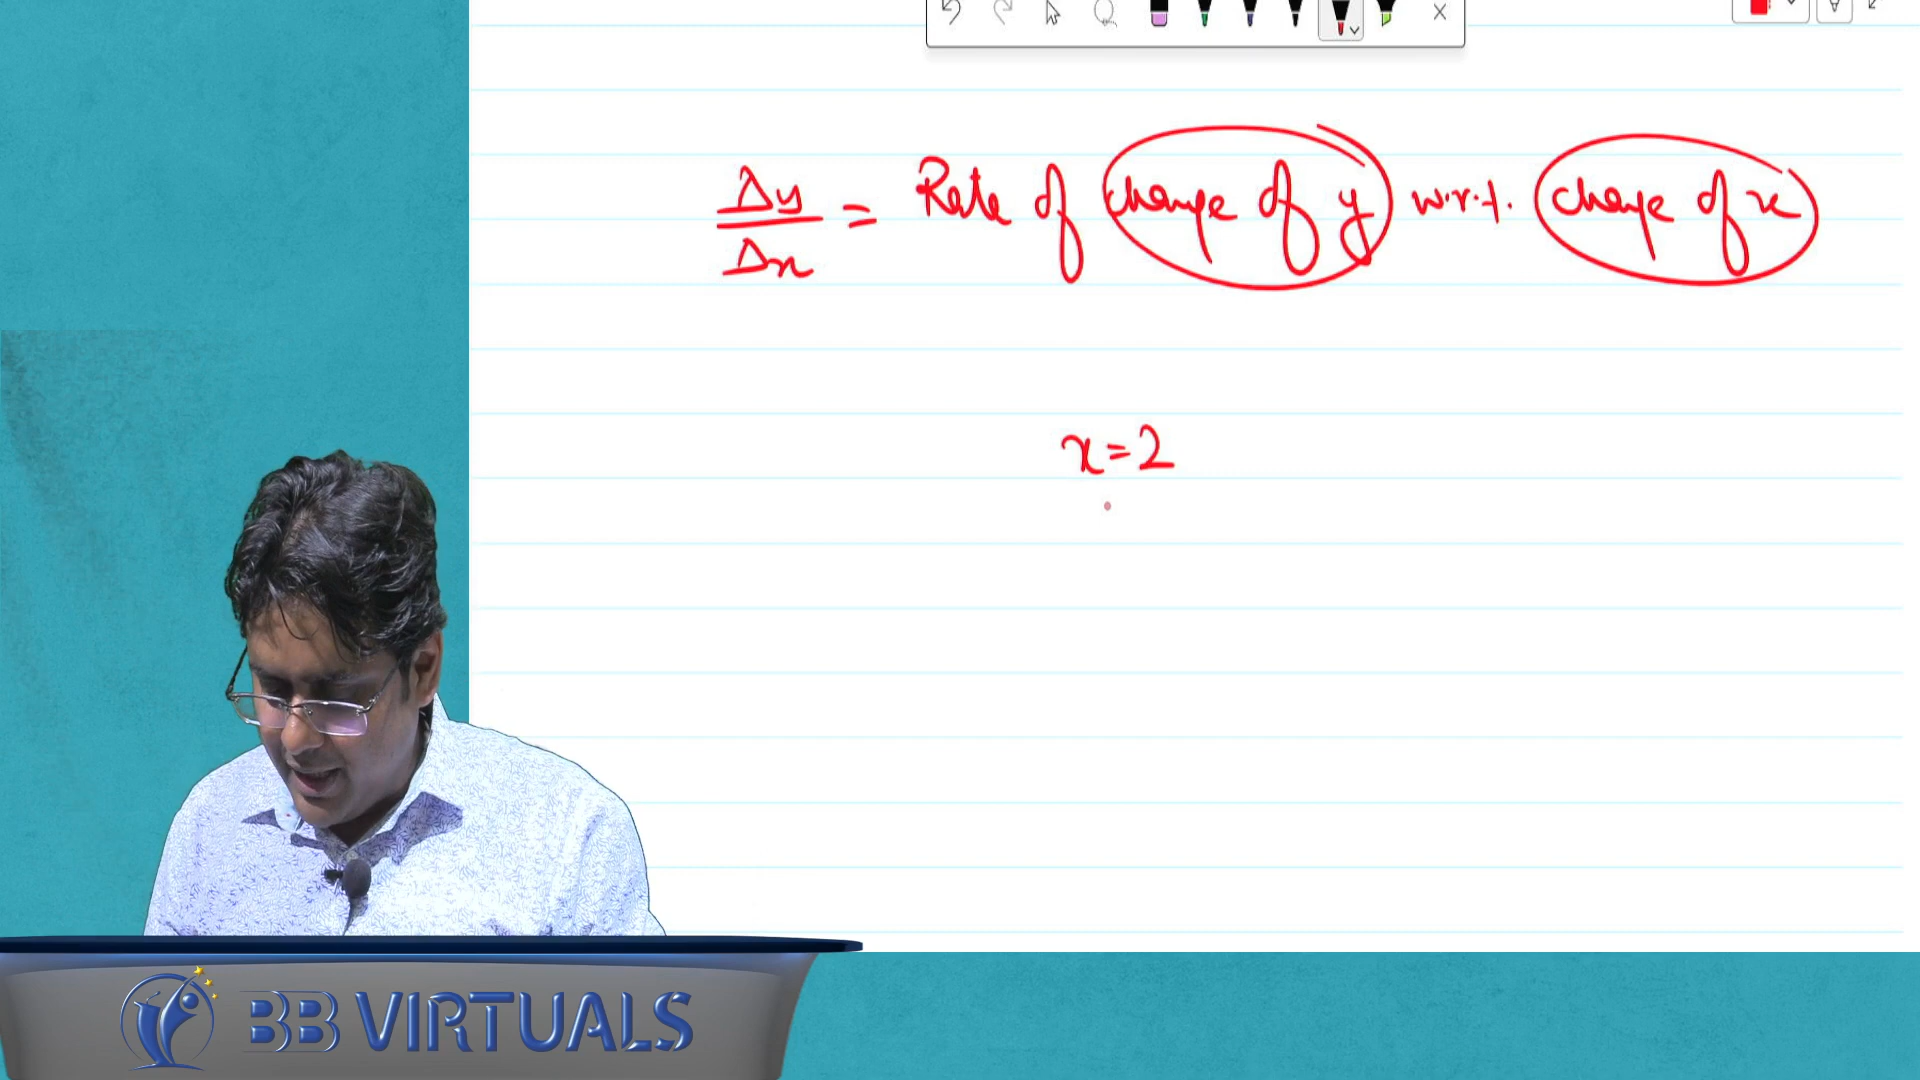 Δy/Δx = Rate of change of y w.r.t. change of x
x=2
BB VIRTUALS